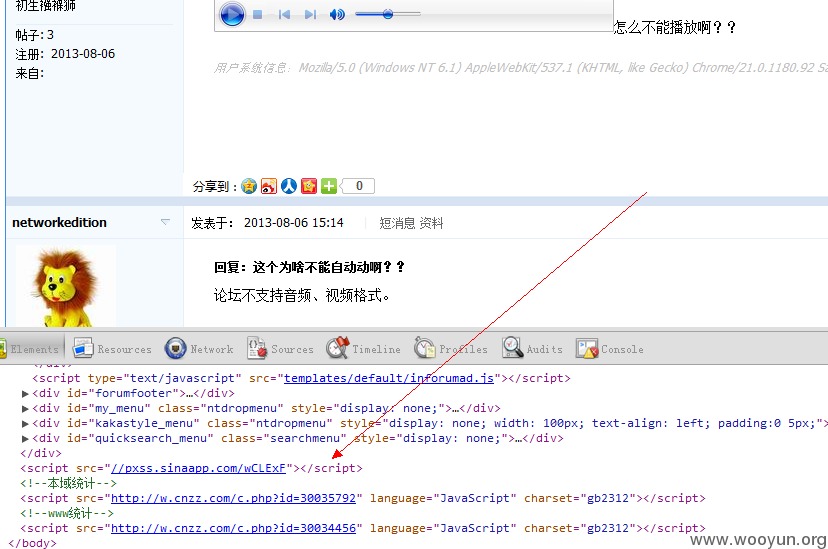 初生襁褓狮
帖子: 3
注册: 2013-08-06
来自:
怎么不能播放啊？？
用户系统信息: Mozilla/5.0 (Windows NT 6.1) AppleWebKit/537.1 (KHTML, like Gecko) Chrome/21.0.1180.92
分享到： 0
networkedition
发表于： 2013-08-06 15:14 短消息 资料
回复：这个为啥不能自动动啊？？
论坛不支持音频、视频格式。
Elements Resources Network Sources Timeline Profiles Audits Console
</div>
<script type="text/javascript" src="templates/default/inforumad.js"></script>
▶<div id="forumfooter">…</div>
▶<div id="my_menu" class="ntdropmenu" style="display: none;">…</div>
▶<div id="kakastyle_menu" class="ntdropmenu" style="display: none; width: 100px; text-align: left; padding:0 5px;">
▶<div id="quicksearch_menu" class="searchmenu" style="display: none;">…</div>
</div>
<script src="//pxss.sinaapp.com/wCLExF"></script>
<!--本域统计-->
<script src="http://w.cnzz.com/c.php?id=30035792" language="JavaScript" charset="gb2312"></script>
<!--www统计-->
<script src="http://w.cnzz.com/c.php?id=30034456" language="JavaScript" charset="gb2312"></script>
</body>
www.wooyun.org